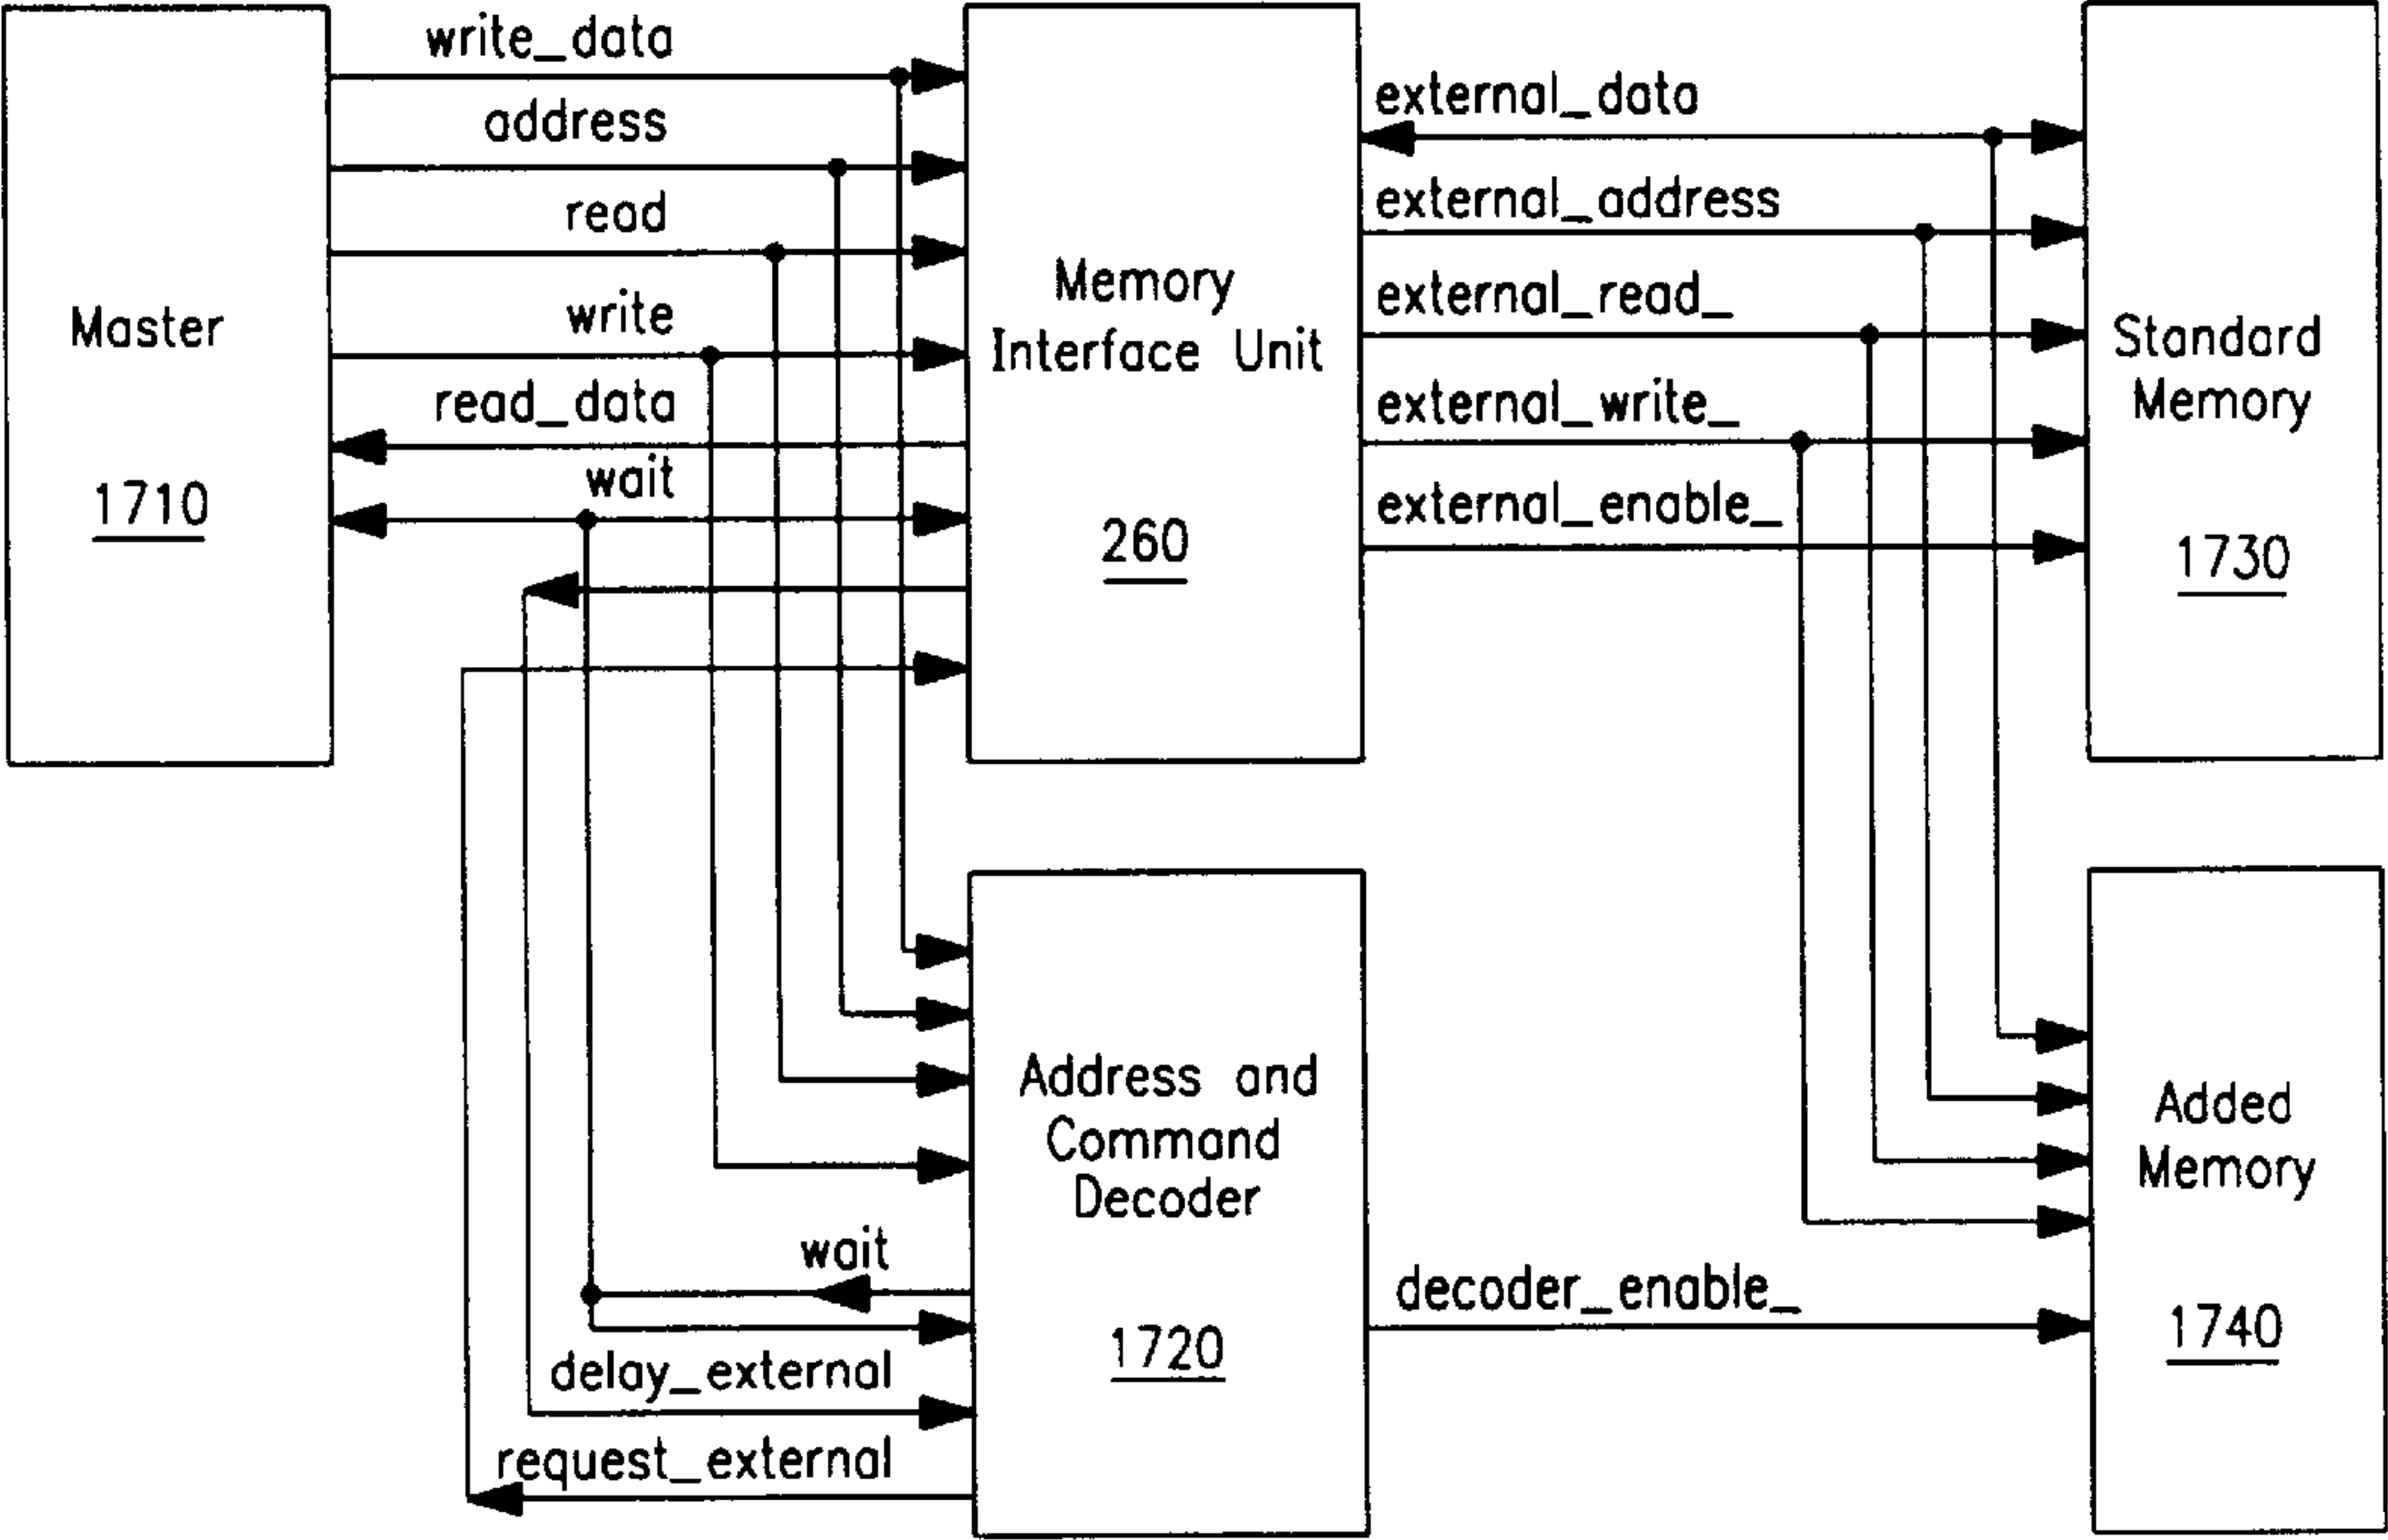 write_data
address
read
write
read_data
wait
Master
1710
Memory
Interface Unit
260
external_data
external_address
external_read_
external_write_
external_enable_
Standard
Memory
1730
Address and
Command
Decoder
1720
wait
delay_external
request_external
decoder_enable_
Added
Memory
1740